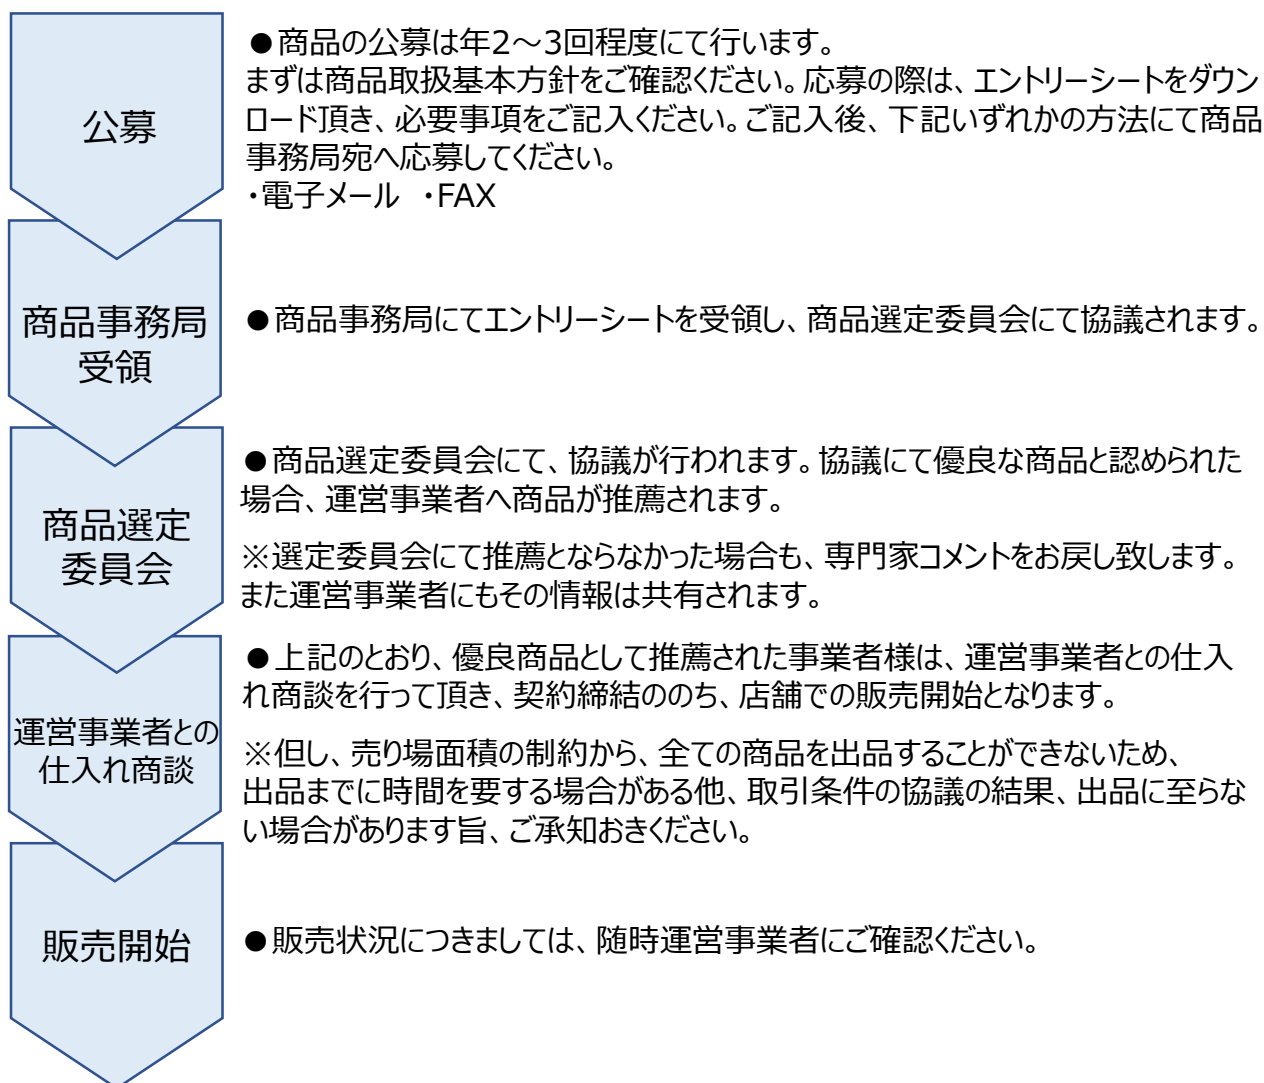 公募
●商品の公募は年2～3回程度にて行います。
まずは商品取扱基本方針をご確認ください。応募の際は、エントリーシートをダウン
ロード頂き、必要事項をご記入ください。ご記入後、下記いずれかの方法にて商品
事務局宛へ応募してください。
・電子メール　・FAX
商品事務局
受領
●商品事務局にてエントリーシートを受領し、商品選定委員会にて協議されます。
商品選定
委員会
●商品選定委員会にて、協議が行われます。協議にて優良な商品と認められた
場合、運営事業者へ商品が推薦されます。
※選定委員会にて推薦とならなかった場合も、専門家コメントをお戻し致します。
また運営事業者にもその情報は共有されます。
運営事業者との
仕入れ商談
●上記のとおり、優良商品として推薦された事業者様は、運営事業者との仕入
れ商談を行って頂き、契約締結ののち、店舗での販売開始となります。
※但し、売り場面積の制約から、全ての商品を出品することができないため、
出品までに時間を要する場合がある他、取引条件の協議の結果、出品に至らな
い場合があります旨、ご承知おきください。
販売開始
●販売状況につきましては、随時運営事業者にご確認ください。